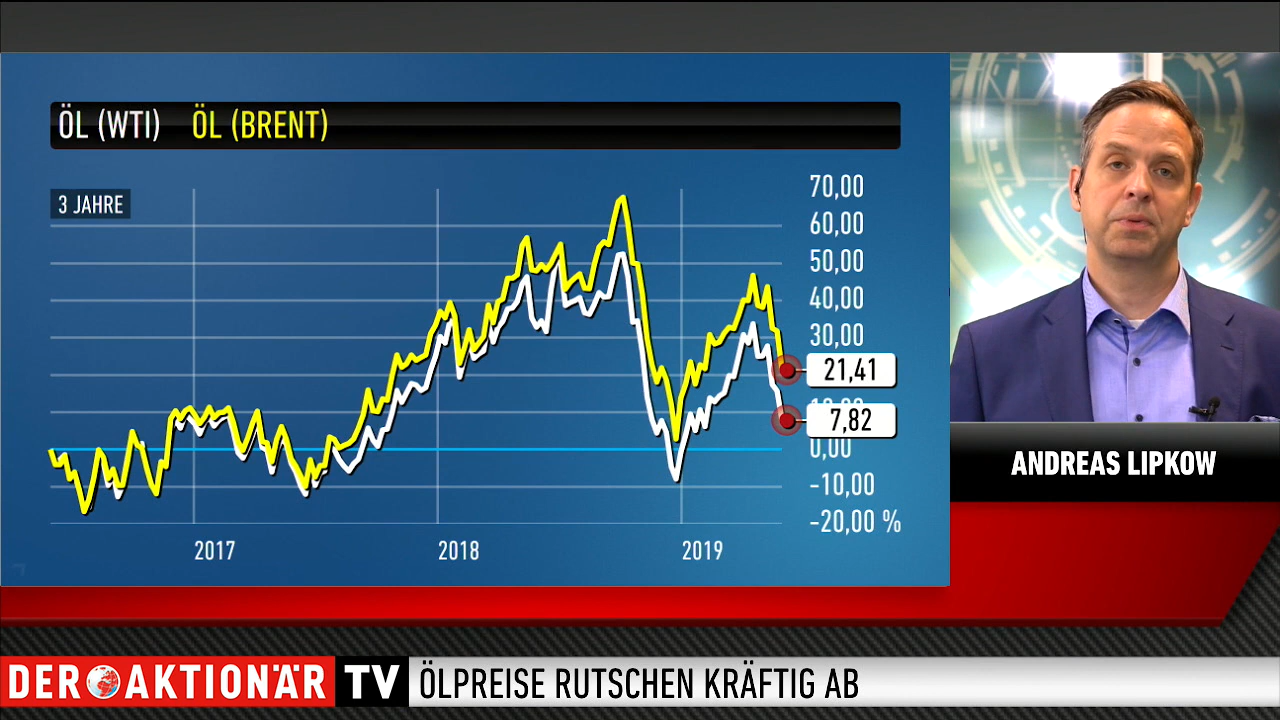 ÖL (WTI) ÖL (BRENT)
3 JAHRE
70,00
60,00
50,00
40,00
30,00
21,41
7,82
0,00
-10,00
-20,00 %
2017 2018 2019
ANDREAS LIPKOW
DER AKTIONÄR TV ÖLPREISE RUTSCHEN KRÄFTIG AB